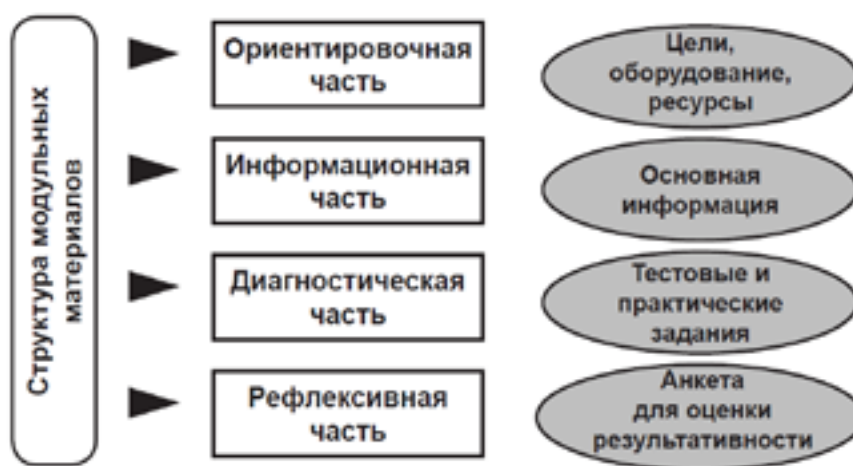 Структура модульных
материалов
Ориентировочная
часть
Цели,
оборудование,
ресурсы
Информационная
часть
Основная
информация
Диагностическая
часть
Тестовые и
практические
задания
Рефлексивная
часть
Анкета
для оценки
результативности